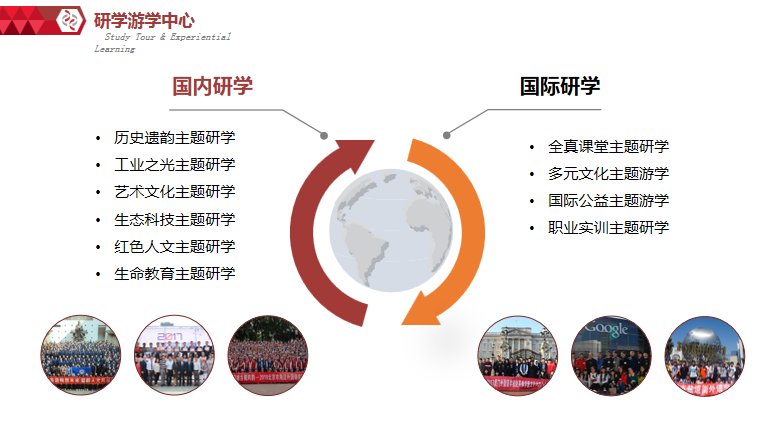 研学游学中心
Study Tour & Experiential
Learning
国内研学
国际研学
• 历史遗韵主题研学
• 工业之光主题研学
• 艺术文化主题研学
• 生态科技主题研学
• 红色人文主题研学
• 生命教育主题研学
• 全真课堂主题研学
• 多元文化主题游学
• 国际公益主题游学
• 职业实训主题研学
2017
Google